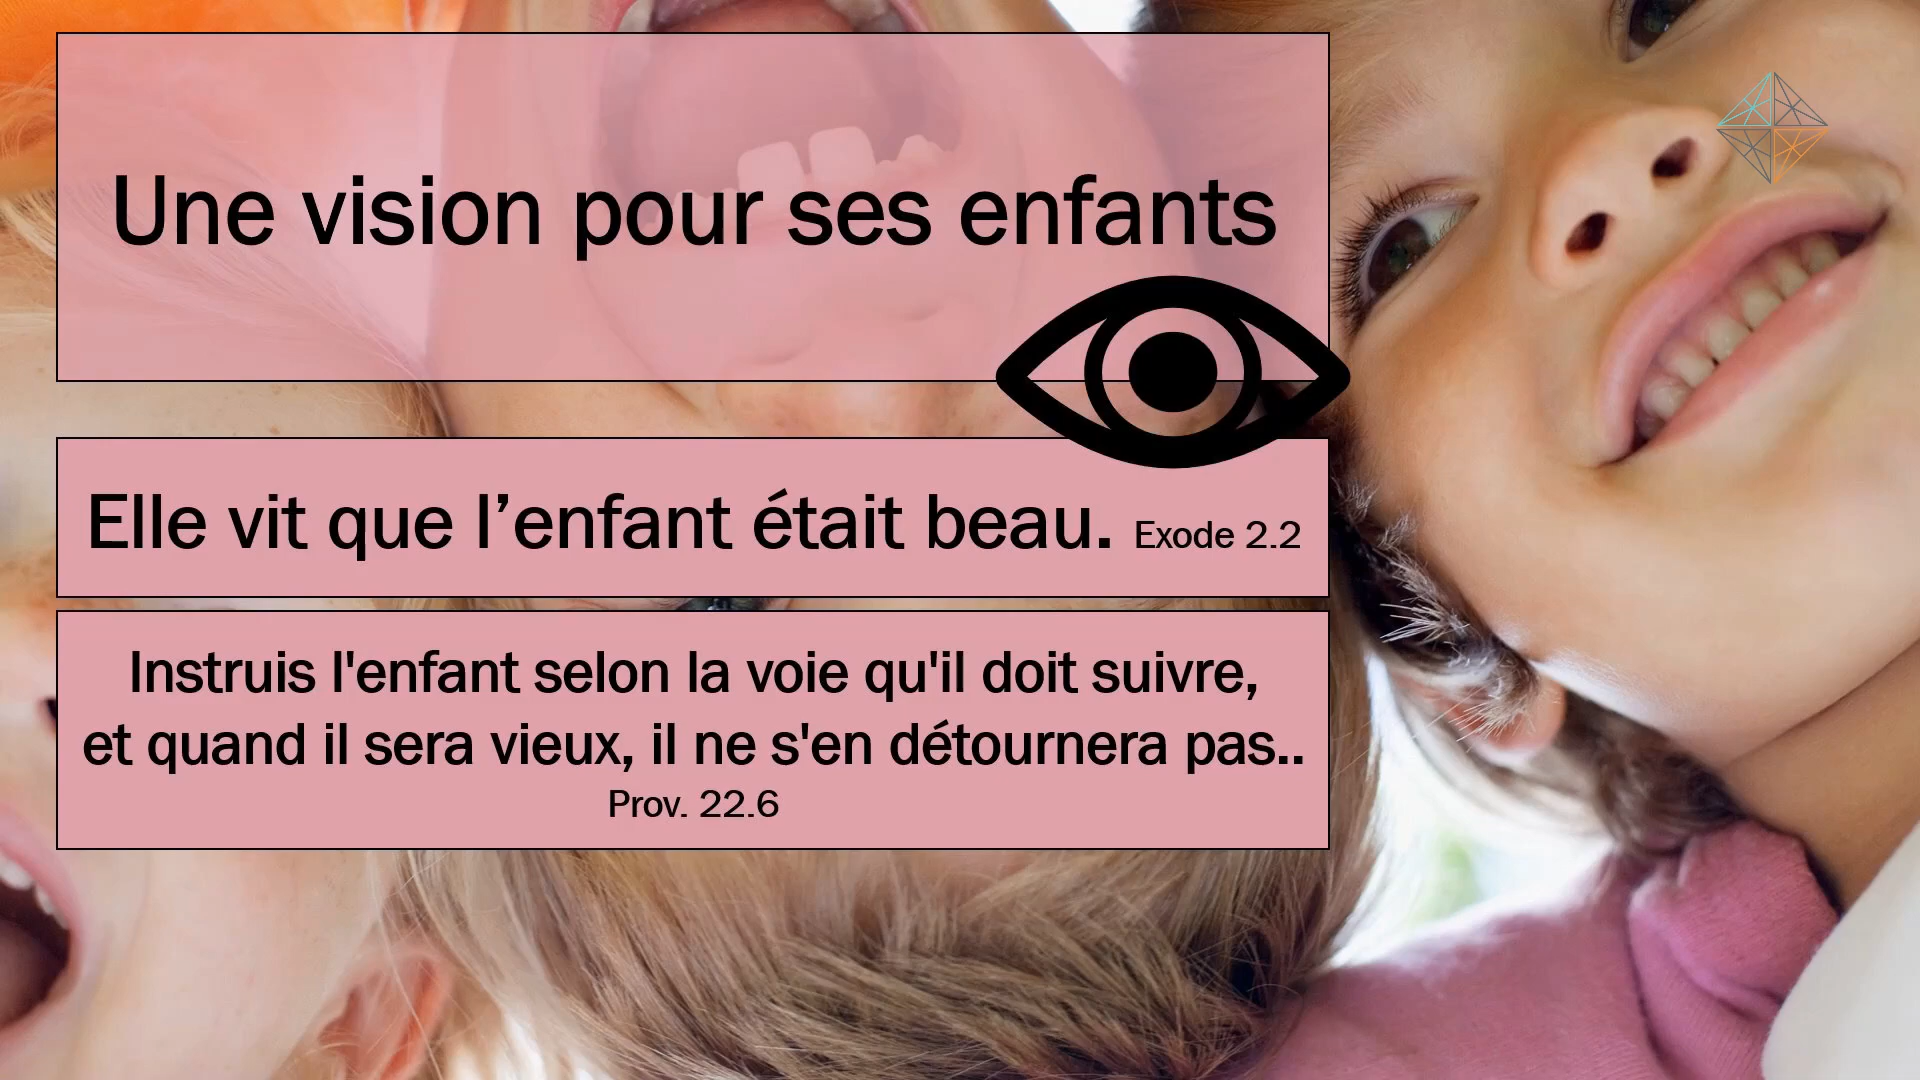 Une vision pour ses enfants
Elle vit que l’enfant était beau. Exode 2.2
Instruis l'enfant selon la voie qu'il doit suivre,
et quand il sera vieux, il ne s'en détournera pas..
Prov. 22.6